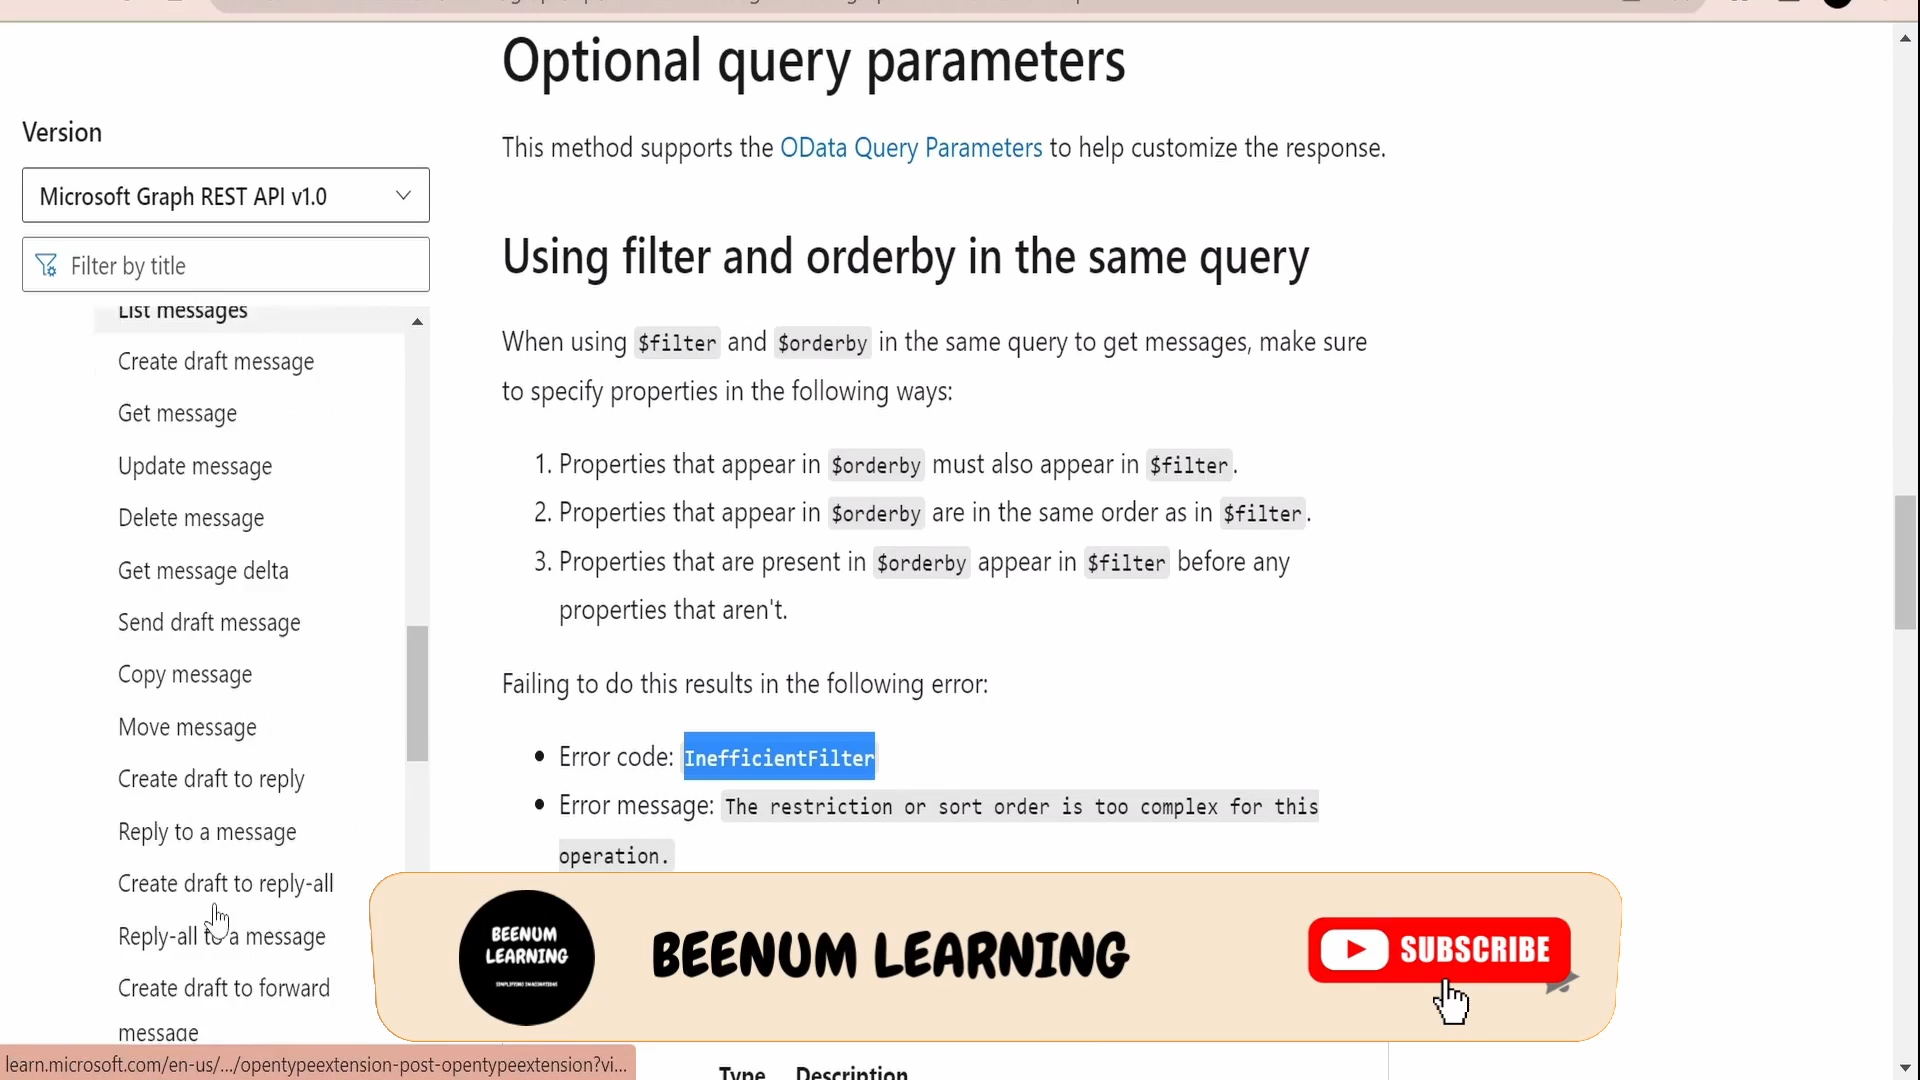 Optional query parameters
This method supports the OData Query Parameters to help customize the response.
Version
Microsoft Graph REST API v1.0
Filter by title
List messages
Create draft message
Get message
Update message
Delete message
Get message delta
Send draft message
Copy message
Move message
Create draft to reply
Reply to a message
Create draft to reply-all
Reply-all to a message
Create draft to forward
message
Using filter and orderby in the same query
When using $filter and $orderby in the same query to get messages, make sure
to specify properties in the following ways:
1. Properties that appear in $orderby must also appear in $filter.
2. Properties that appear in $orderby are in the same order as in $filter.
3. Properties that are present in $orderby appear in $filter before any
properties that aren't.
Failing to do this results in the following error:
• Error code: InefficientFilter
• Error message: The restriction or sort order is too complex for this
operation.
BEENUM
LEARNING
SIMPLIFYING IMAGINATIONS
BEENUM LEARNING
SUBSCRIBE
learn.microsoft.com/en-us/.../opentypeextension-post-opentypeextension?vi...
Type Description